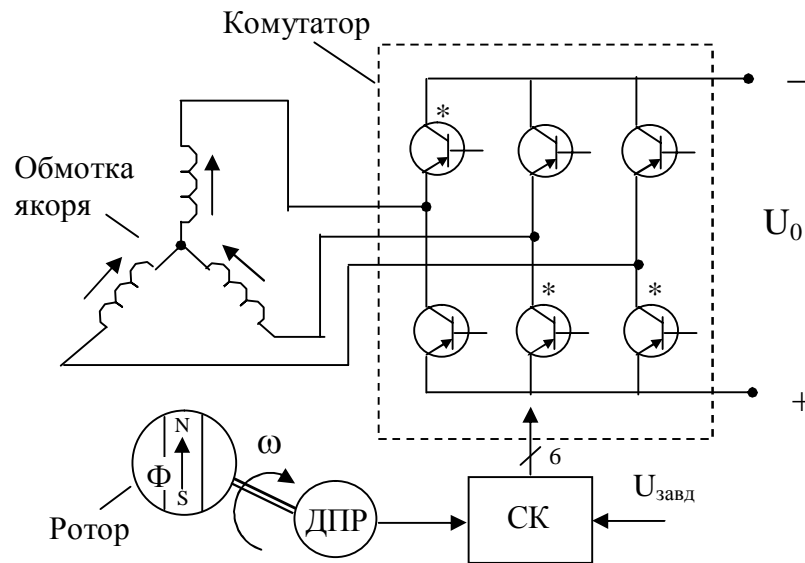 Комутатор
*
−
Обмотка
якоря
U₀
*
*
+
N
Ф
S
ω
6
Uзавд
Ротор
ДПР
СК